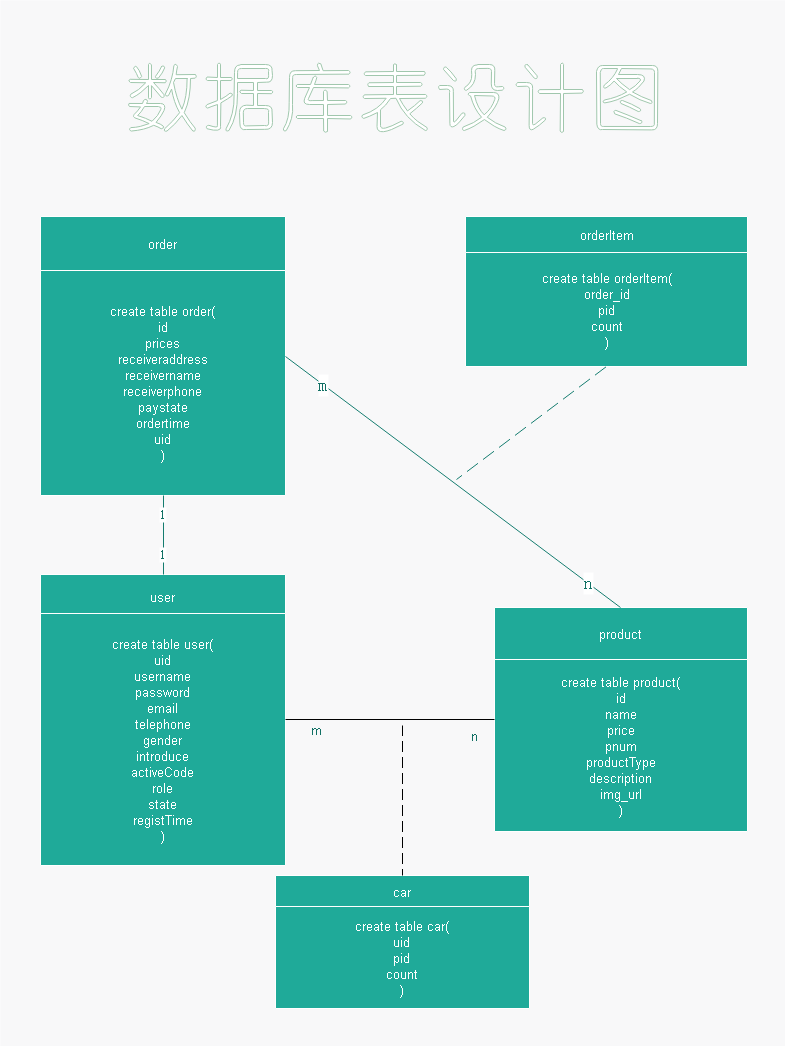 数据库表设计图
order
create table order(
id
prices
receiveraddress
receivername
receiverphone
paystate
ordertime
uid
)
orderItem
create table orderItem(
order_id
pid
count
)
m
n
1
1
user
create table user(
uid
username
password
email
telephone
gender
introduce
activeCode
role
state
registTime
)
m
n
product
create table product(
id
name
price
pnum
productType
description
img_url
)
car
create table car(
uid
pid
count
)